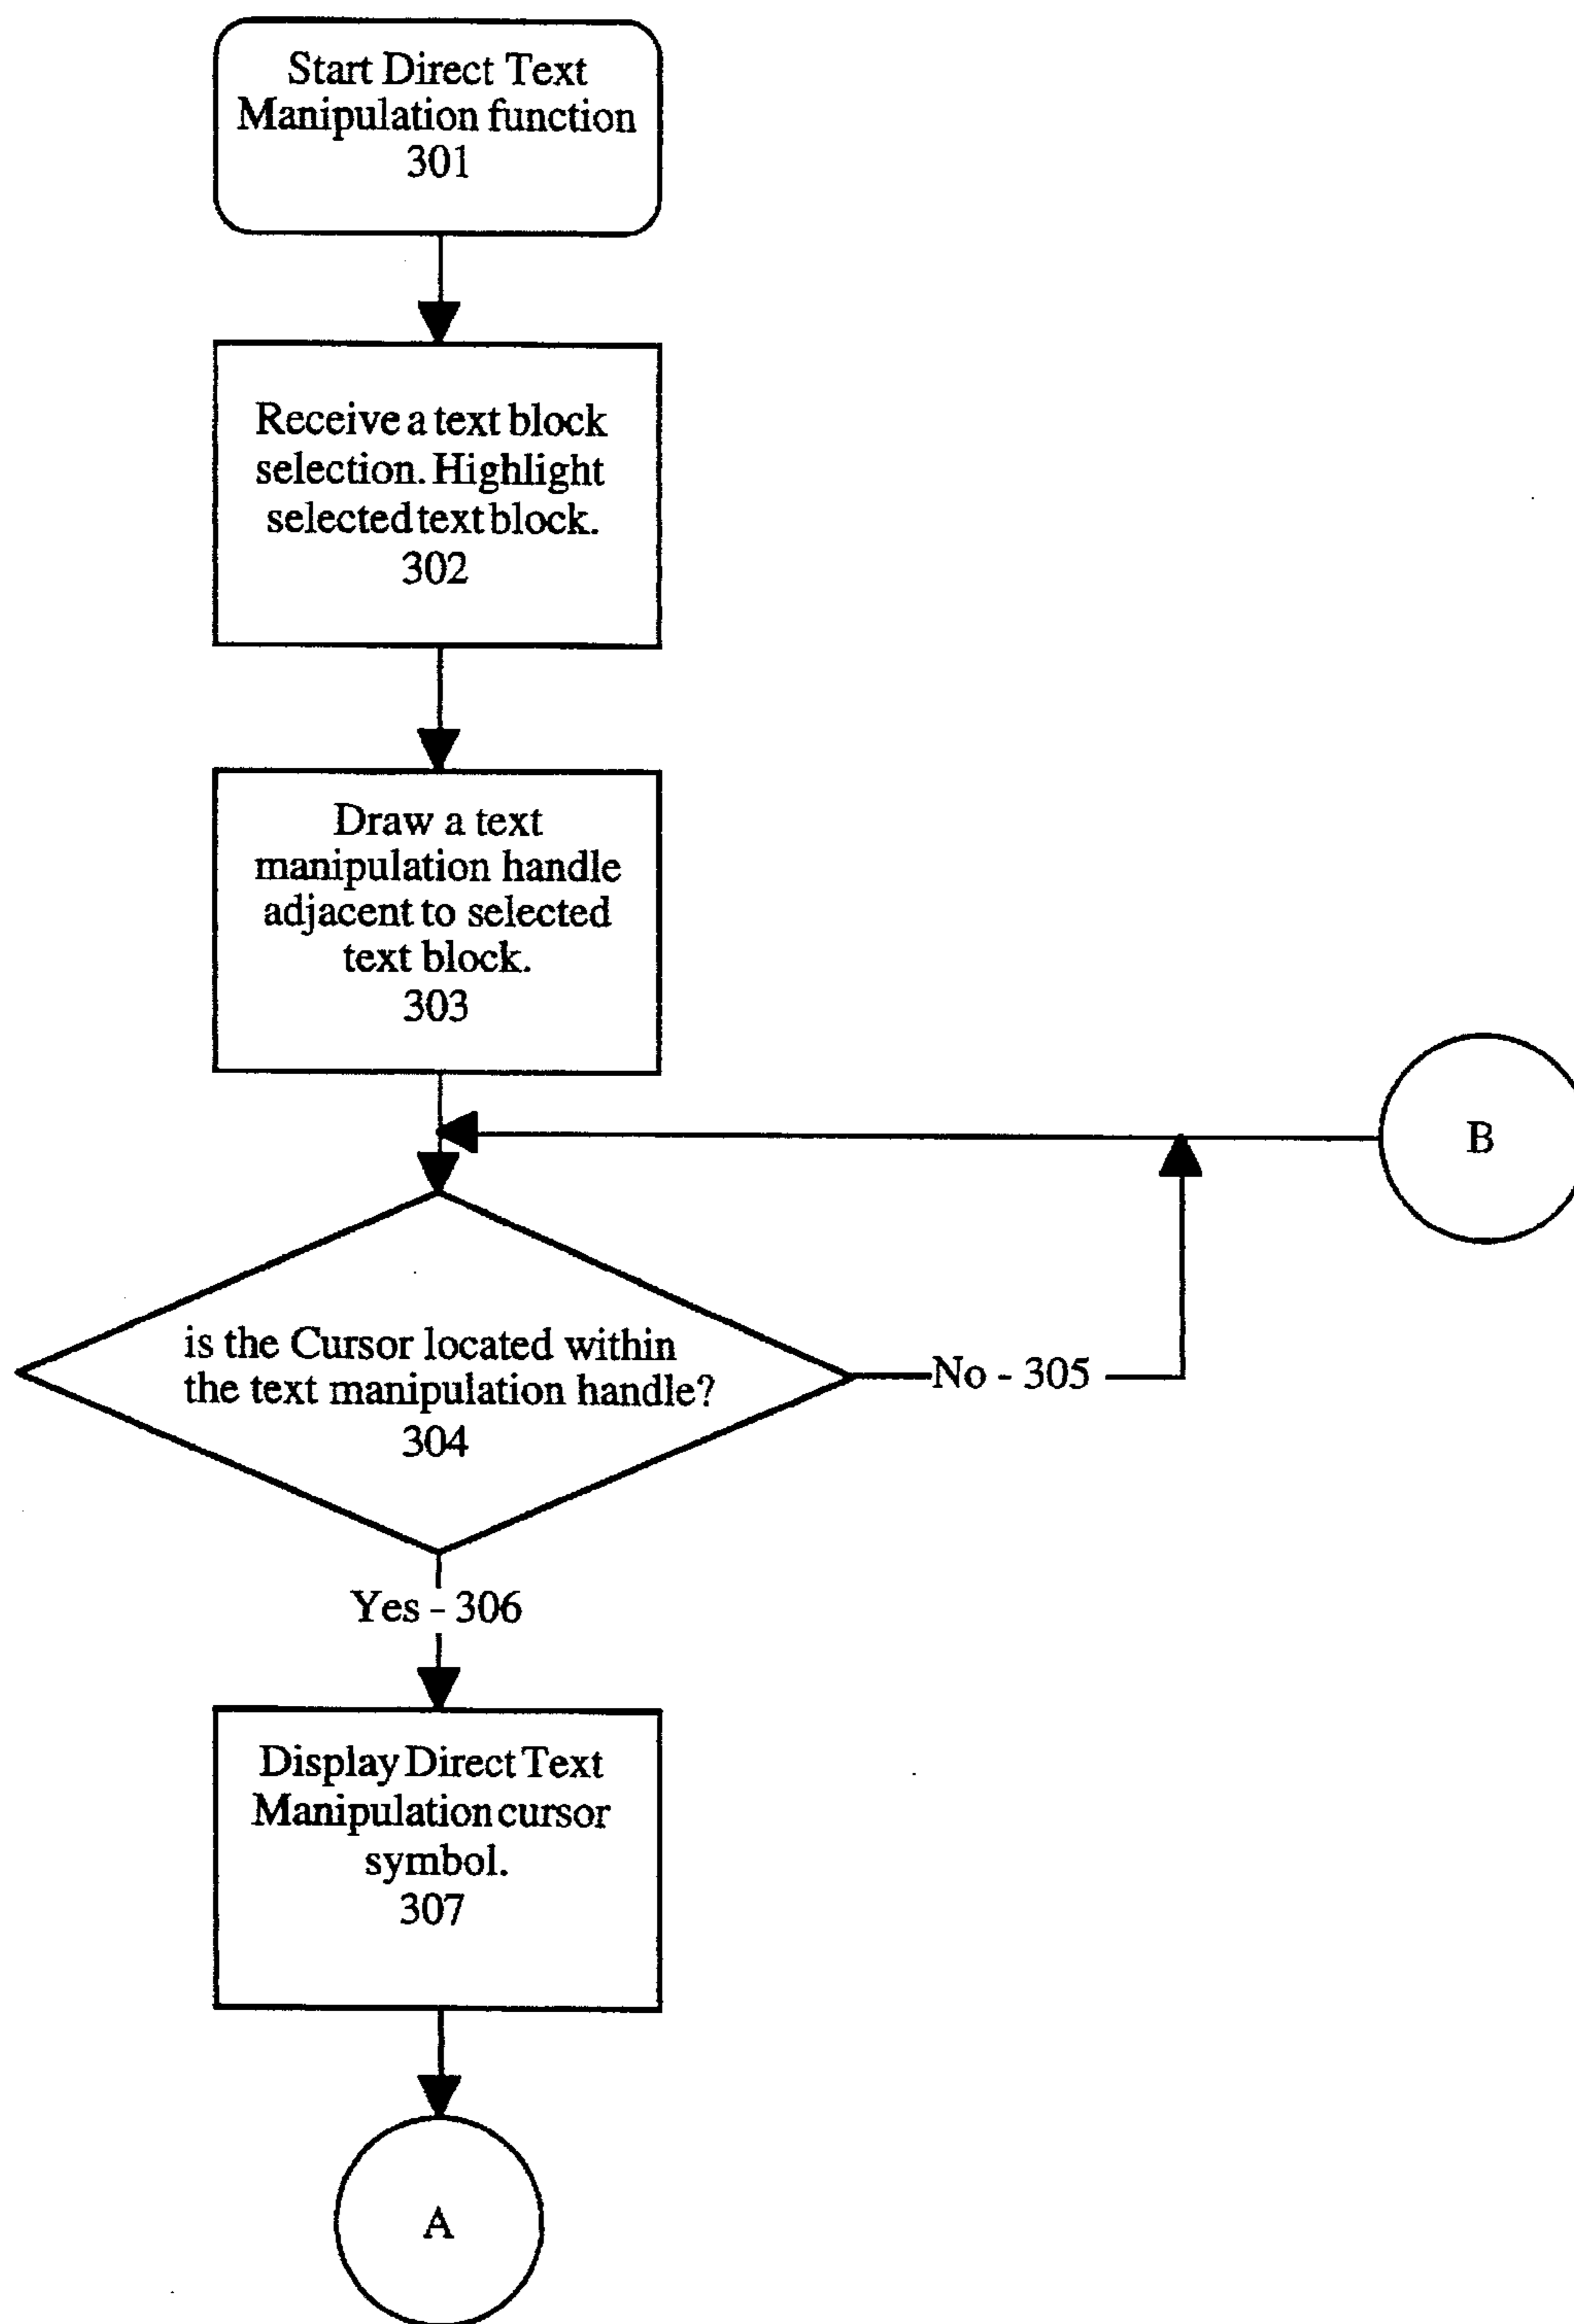 Start Direct Text
Manipulation function
301
Receive a text block
selection. Highlight
selected text block.
302
Draw a text
manipulation handle
adjacent to selected
text block.
303
B
is the Cursor located within
the text manipulation handle?
304
No - 305
Yes - 306
Display Direct Text
Manipulation cursor
symbol.
307
A